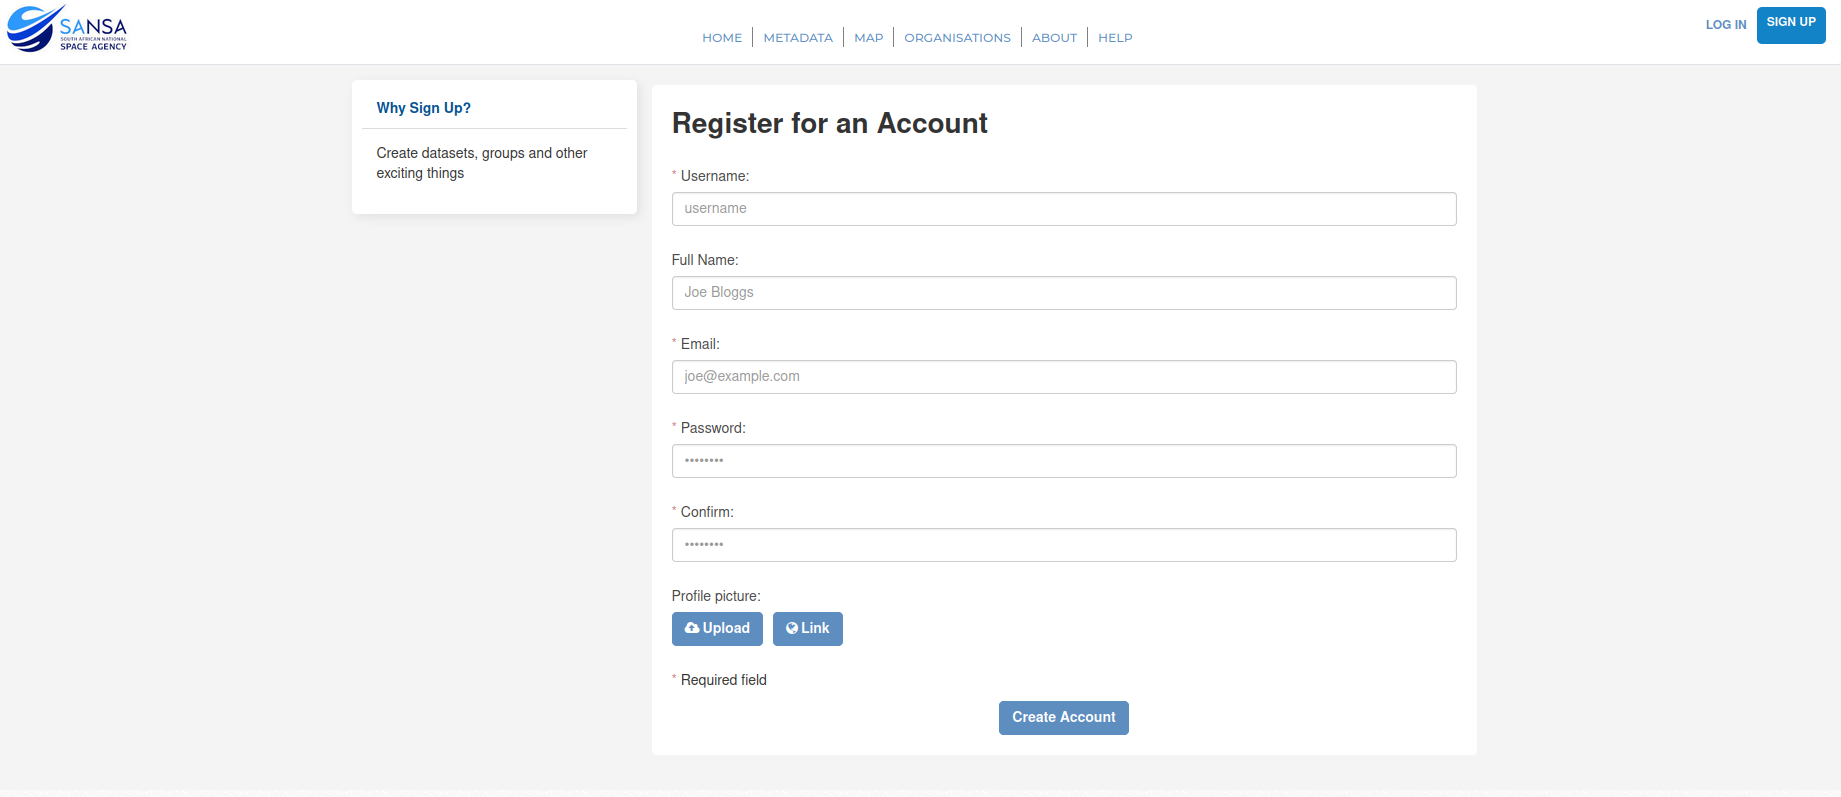 SANSA
SOUTH AFRICAN NATIONAL
SPACE AGENCY
HOME
METADATA
MAP
ORGANISATIONS
ABOUT
HELP
LOG IN
SIGN UP
Why Sign Up?
Create datasets, groups and other
exciting things
Register for an Account
* Username:
username
Full Name:
Joe Bloggs
* Email:
joe@example.com
* Password:
••••••••
* Confirm:
••••••••
Profile picture:
Upload
Link
* Required field
Create Account